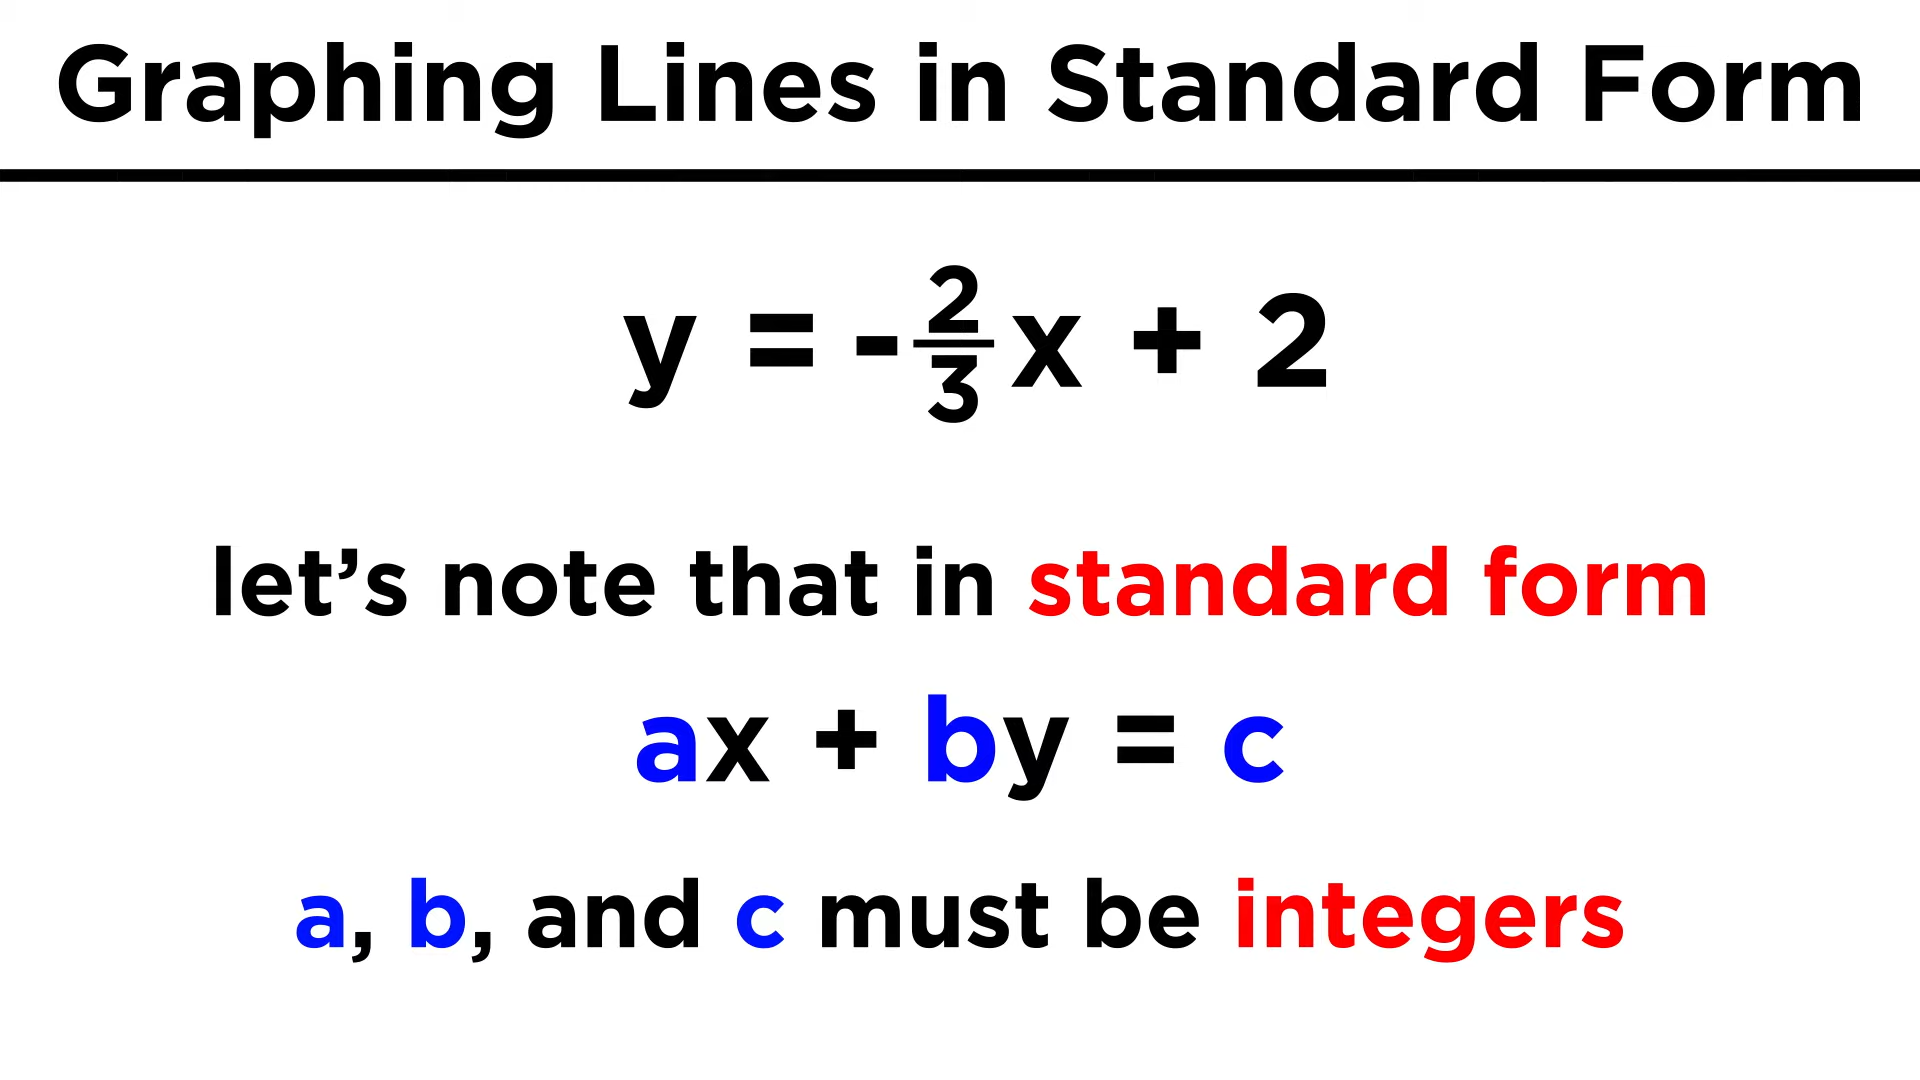 Graphing Lines in Standard Form
y = -2/3x + 2
let’s note that in standard form
ax + by = c
a, b, and c must be integers